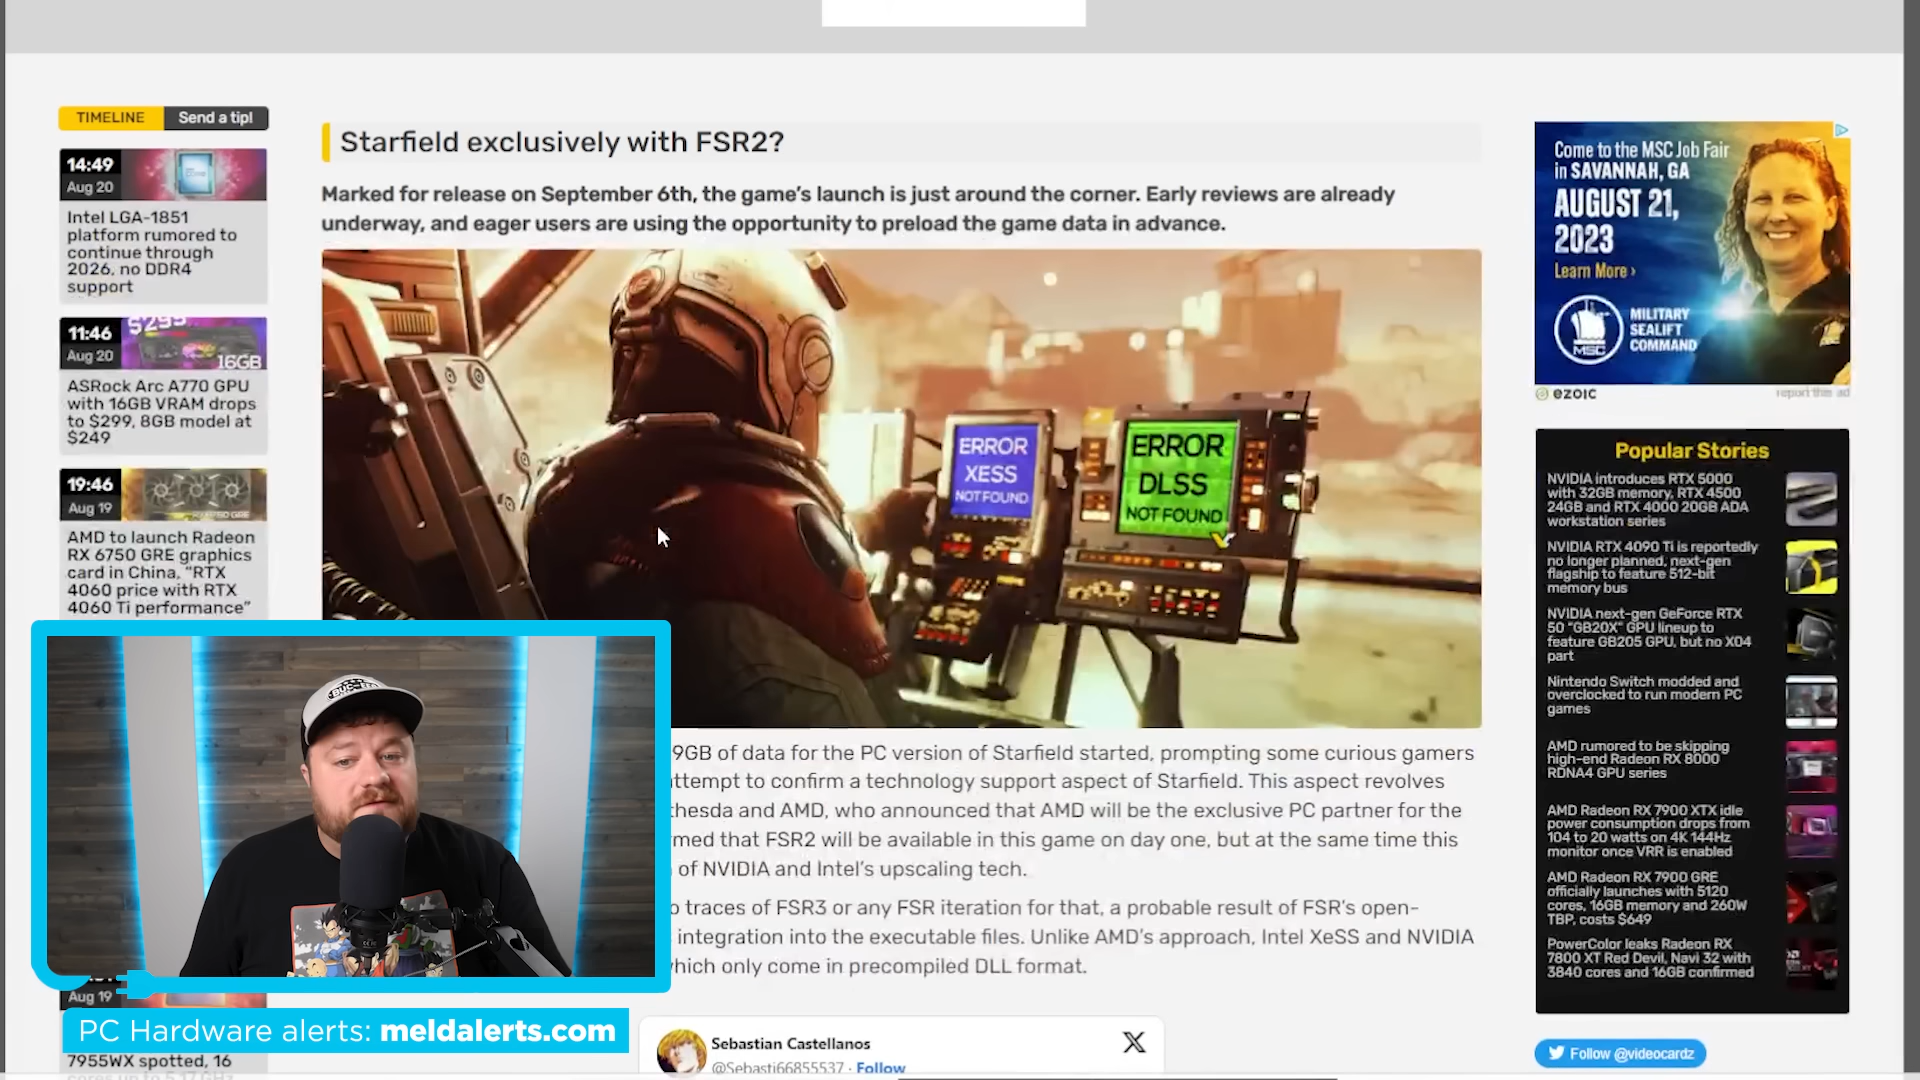 TIMELINE
Send a tip!
14:49
Aug 20
Intel LGA-1851
platform rumored to
continue through
2026, no DDR4
support
11:46
Aug 20
$299
16GB
ASRock Arc A770 GPU
with 16GB VRAM drops
to $299, 8GB model at
$249
19:46
Aug 19
AMD to launch Radeon
RX 6750 GRE graphics
card in China, “RTX
4060 price with RTX
4060 Ti performance”
Aug 19
7955WX spotted, 16
cores up to 5.17 GHz
Starfield exclusively with FSR2?
Marked for release on September 6th, the game’s launch is just around the corner. Early reviews are already
underway, and eager users are using the opportunity to preload the game data in advance.
ERROR
XESS
NOT FOUND
ERROR
DLSS
NOT FOUND
9GB of data for the PC version of Starfield started, prompting some curious gamers
attempt to confirm a technology support aspect of Starfield. This aspect revolves
thesda and AMD, who announced that AMD will be the exclusive PC partner for the
med that FSR2 will be available in this game on day one, but at the same time this
of NVIDIA and Intel’s upscaling tech.
o traces of FSR3 or any FSR iteration for that, a probable result of FSR’s open-
integration into the executable files. Unlike AMD’s approach, Intel XeSS and NVIDIA
hich only come in precompiled DLL format.
Sebastian Castellanos
@Sebasti66855537 · Follow
Come to the MSC Job Fair
in SAVANNAH, GA
AUGUST 21,
2023
Learn More ›
MSC
MILITARY
SEALIFT
COMMAND
ezoic
report this ad
Popular Stories
NVIDIA introduces RTX 5000
with 32GB memory, RTX 4500
24GB and RTX 4000 20GB ADA
workstation series
NVIDIA RTX 4090 Ti is reportedly
no longer planned, next-gen
flagship to feature 512-bit
memory bus
NVIDIA next-gen GeForce RTX
50 “GB20X” GPU lineup to
feature GB205 GPU, but no X04
part
Nintendo Switch modded and
overclocked to run modern PC
games
AMD rumored to be skipping
high-end Radeon RX 8000
RDNA4 GPU series
AMD Radeon RX 7900 XTX idle
power consumption drops from
104 to 20 watts on 4K 144Hz
monitor once VRR is enabled
AMD Radeon RX 7900 GRE
officially launches with 5120
cores, 16GB memory and 260W
TBP, costs $649
PowerColor leaks Radeon RX
7800 XT Red Devil, Navi 32 with
3840 cores and 16GB confirmed
Follow @videocardz
PC Hardware alerts: meldalerts.com